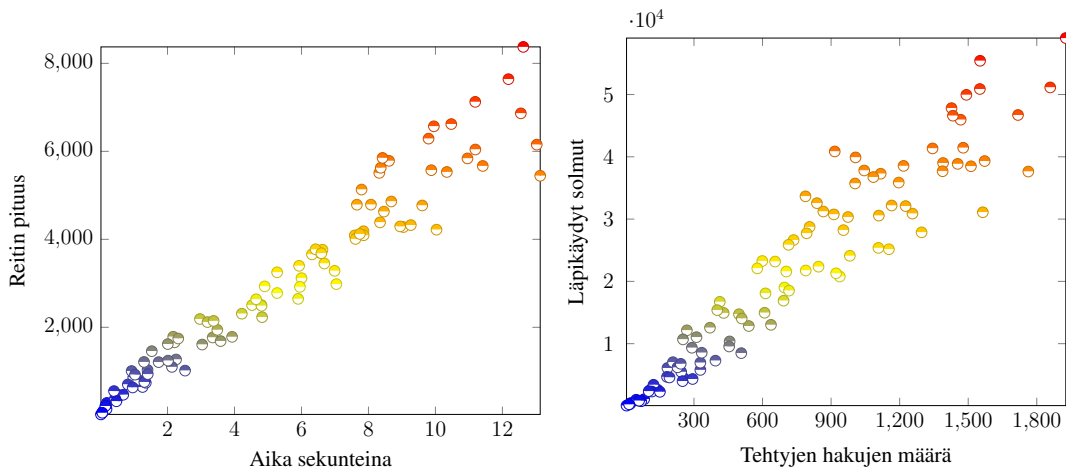 8,000
6,000
4,000
2,000
Reitin pituus
2 4 6 8 10 12
Aika sekunteina
·10⁴
5
4
3
2
1
Läpikäydyt solmut
300 600 900 1,200 1,500 1,800
Tehtyjen hakujen määrä